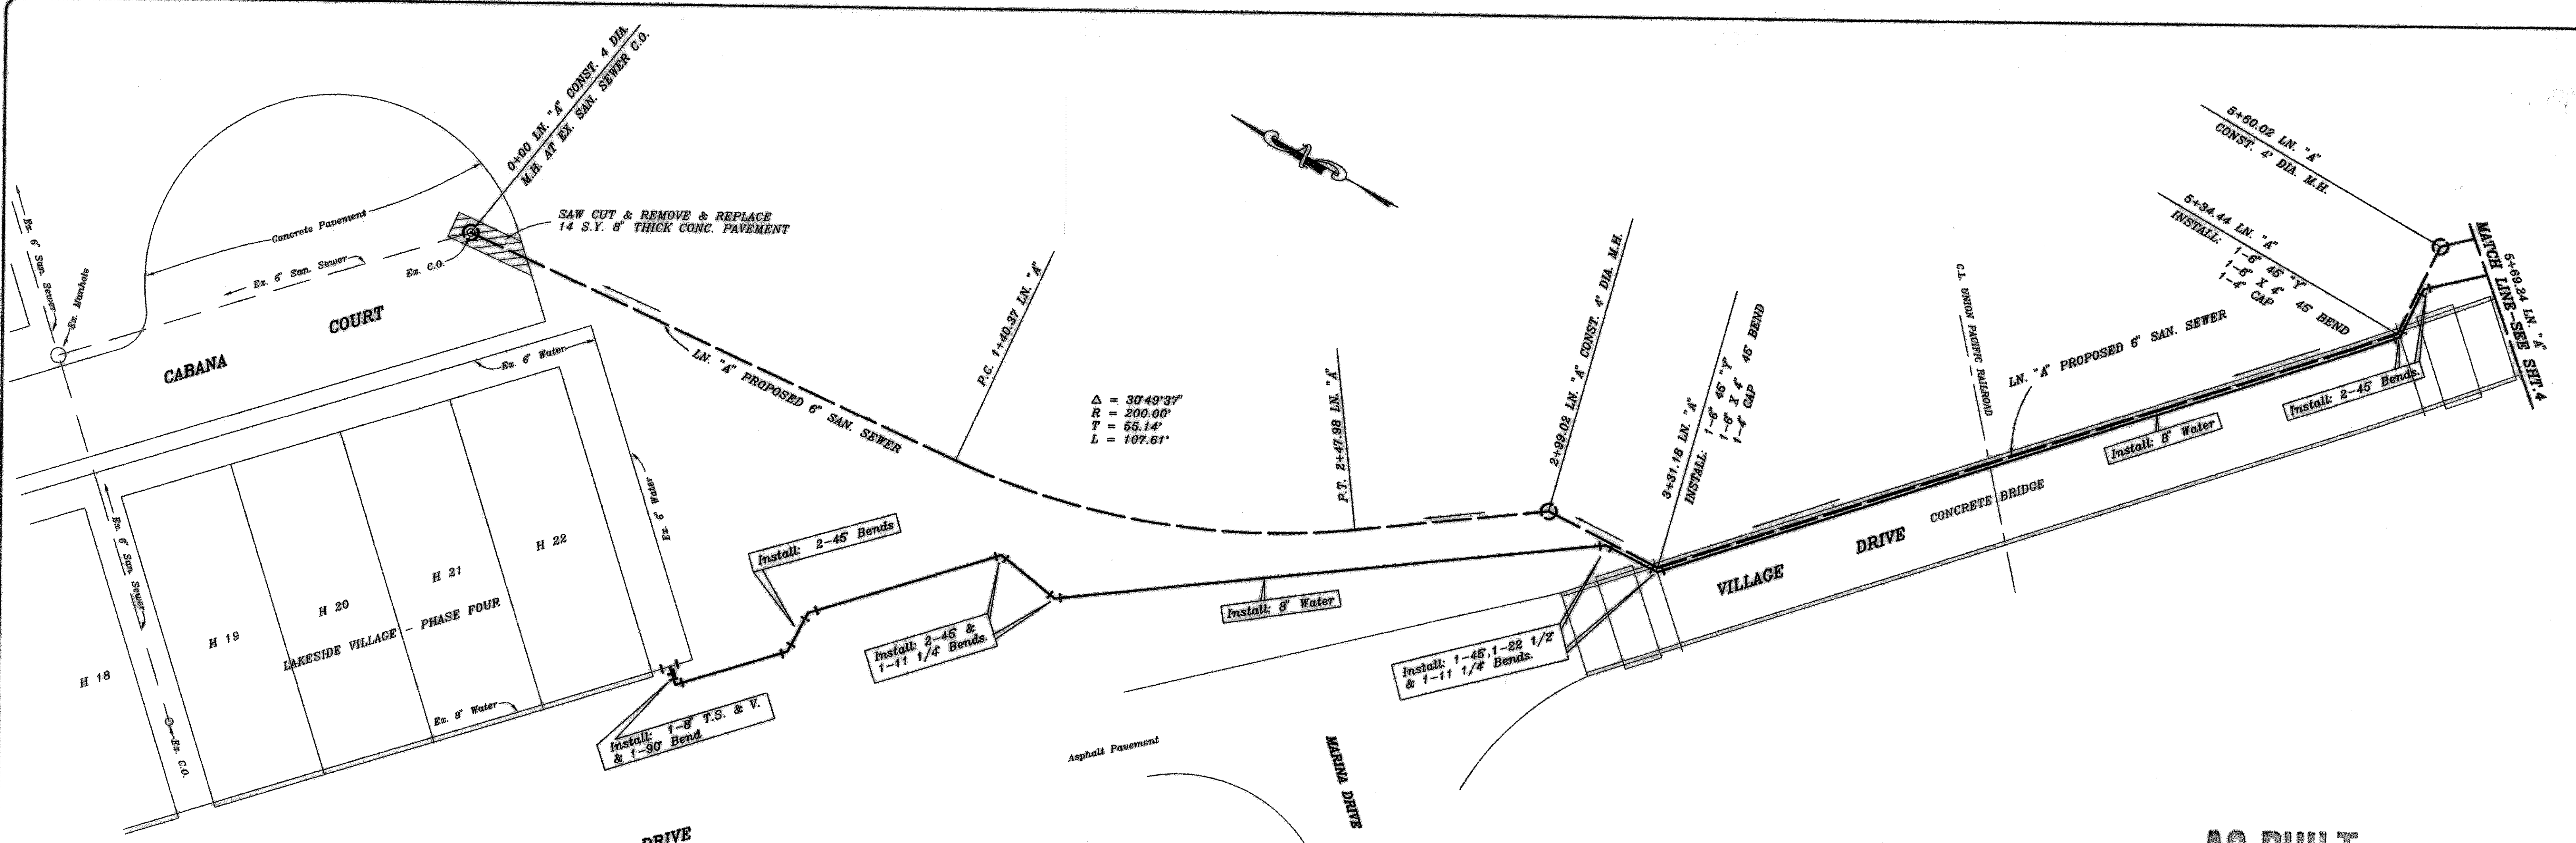 0+00 LN. "A" CONST. 4' DIA.
M.H. AT EX. SAN. SEWER C.O.
SAW CUT & REMOVE & REPLACE
14 S.Y. 8" THICK CONC. PAVEMENT
Concrete Pavement
Ex. 6" San. Sewer
Ex. C.O.
Ex. 6" San.
Sewer
Ex. Manhole
CABANA
COURT
Ex. 6" Water
LN. "A" PROPOSED 6" SAN. SEWER
P.C. 1+40.37 LN. "A"
Δ = 30°49'37"
R = 200.00'
T = 55.14'
L = 107.61'
P.T. 2+47.98 LN. "A"
2+99.02 LN. "A" CONST. 4' DIA. M.H.
3+31.18 LN. "A"
INSTALL: 1-6" 45° "Y"
1-6" X 4" 45° BEND
1-4" CAP
C.L. UNION PACIFIC RAILROAD
LN. "A" PROPOSED 6" SAN. SEWER
5+60.02 LN. "A"
CONST. 4' DIA. M.H.
5+34.44 LN. "A"
INSTALL: 1-6" 45° "Y"
1-6" X 4" 45° BEND
1-4" CAP
5+69.24 LN. "A"
MATCH LINE-SEE SHT.4
Install: 2-45° Bends.
Install: 8" Water
CONCRETE BRIDGE
VILLAGE
DRIVE
Ex. 6" Water
Ex. 6" San. Sewer
Ex. C.O.
H 18
H 19
H 20
H 21
H 22
LAKESIDE VILLAGE - PHASE FOUR
Ex. 8" Water
Install: 2-45° Bends
Install: 2-45° &
1-11 1/4° Bends.
Install: 8" Water
Install: 1-45°,1-22 1/2°
& 1-11 1/4° Bends.
Install: 1-8" T.S. & V.
& 1-90° Bend
Asphalt Pavement
MARINA DRIVE
DRIVE
AS BUILT